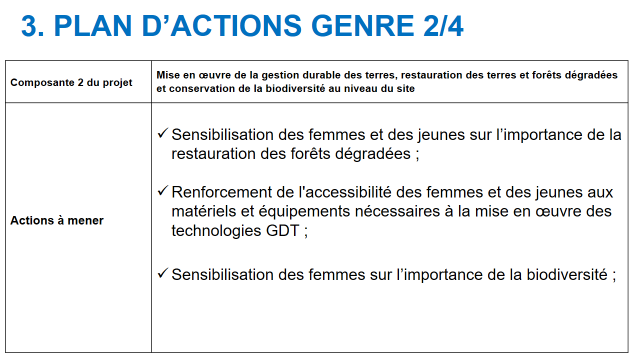 3. PLAN D’ACTIONS GENRE 2/4
Composante 2 du projet
Mise en œuvre de la gestion durable des terres, restauration des terres et forêts dégradées
et conservation de la biodiversité au niveau du site
Actions à mener
✓ Sensibilisation des femmes et des jeunes sur l’importance de la
restauration des forêts dégradées ;
✓ Renforcement de l'accessibilité des femmes et des jeunes aux
matériels et équipements nécessaires à la mise en œuvre des
technologies GDT ;
✓ Sensibilisation des femmes sur l’importance de la biodiversité ;